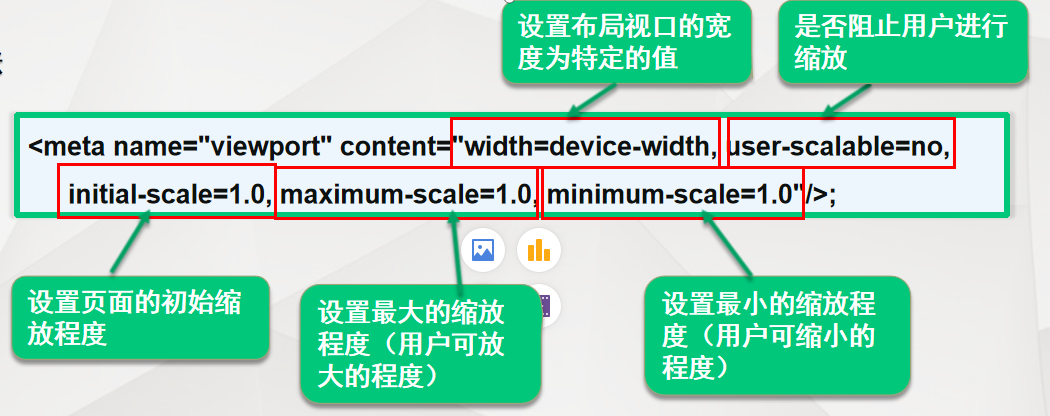 设置布局视口的宽
度为特定的值
是否阻止用户进行
缩放
<meta name="viewport" content="width=device-width, user-scalable=no,
initial-scale=1.0, maximum-scale=1.0, minimum-scale=1.0"/>;
设置页面的初始缩
放程度
设置最大的缩放
程度（用户可放
大的程度）
设置最小的缩放程
度（用户可缩小的
程度）